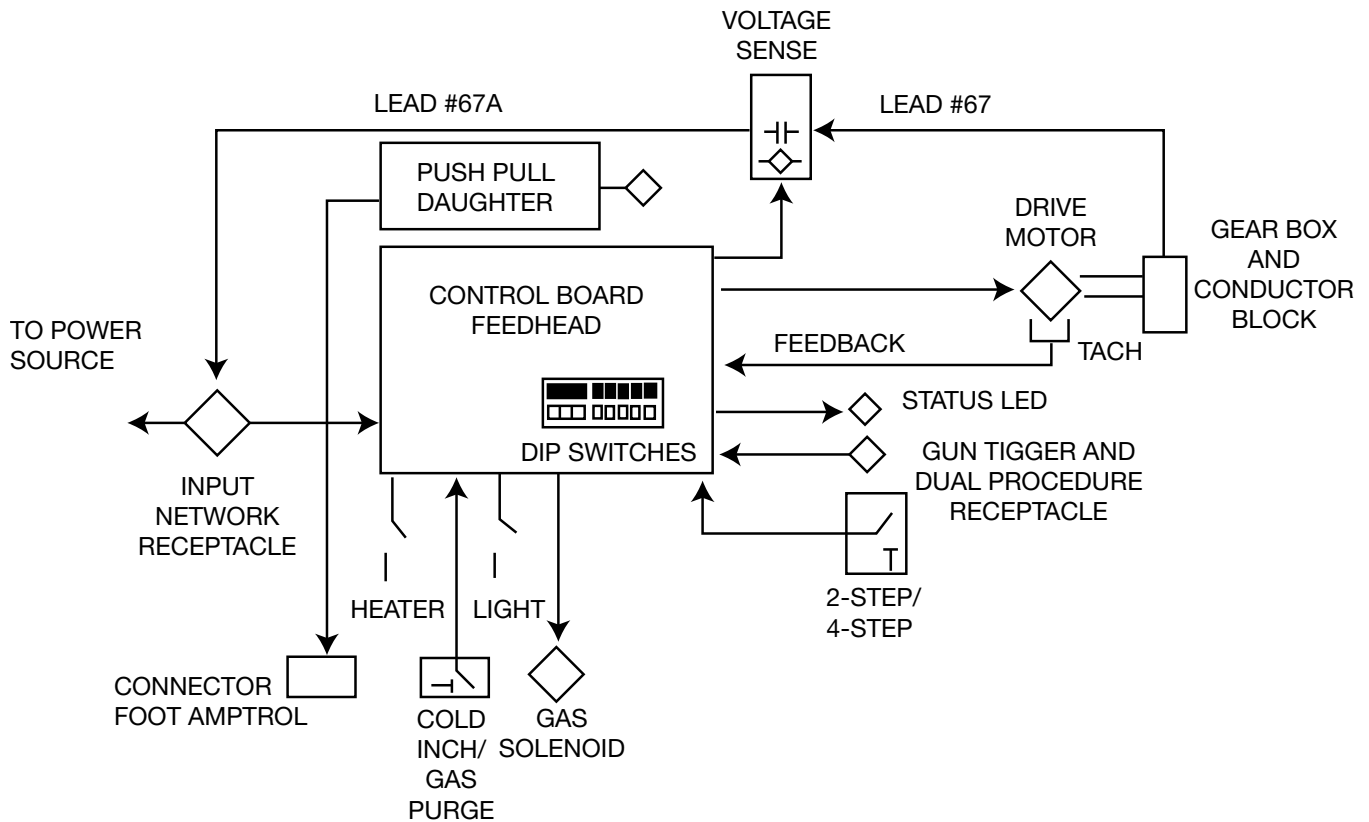 VOLTAGE
SENSE
LEAD #67A
LEAD #67
PUSH PULL
DAUGHTER
DRIVE
MOTOR
GEAR BOX
AND
CONDUCTOR
BLOCK
CONTROL BOARD
FEEDHEAD
TO POWER
SOURCE
FEEDBACK
TACH
STATUS LED
DIP SWITCHES
GUN TIGGER AND
DUAL PROCEDURE
RECEPTACLE
INPUT
NETWORK
RECEPTACLE
HEATER
LIGHT
2-STEP/
4-STEP
CONNECTOR
FOOT AMPTROL
COLD
INCH/
GAS
PURGE
GAS
SOLENOID